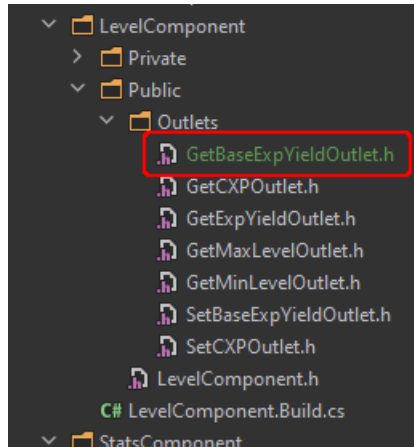 LevelComponent
Private
Public
Outlets
GetBaseExpYieldOutlet.h
GetCXPOutlet.h
GetExpYieldOutlet.h
GetMaxLevelOutlet.h
GetMinLevelOutlet.h
SetBaseExpYieldOutlet.h
SetCXPOutlet.h
LevelComponent.h
C# LevelComponent.Build.cs
StatsComponent